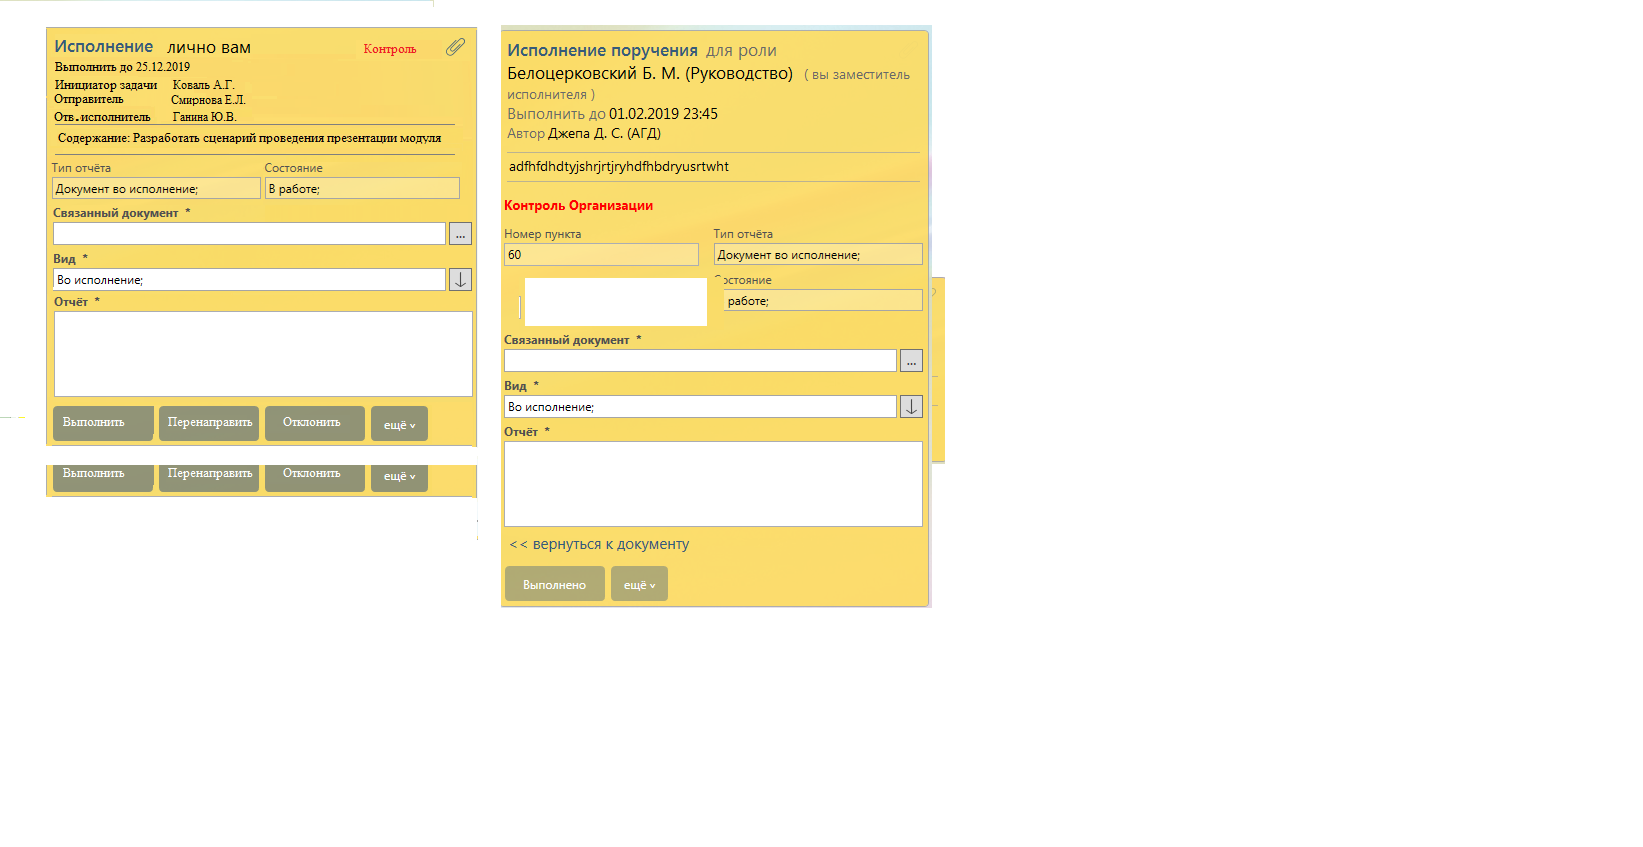 Исполнение лично вам Контроль
Выполнить до 25.12.2019
Инициатор задачи Коваль А.Г.
Отправитель Смирнова Е.Л.
Отв.исполнитель Ганина Ю.В.
Содержание: Разработать сценарий проведения презентации модуля
Тип отчёта Состояние
Документ во исполнение; В работе;
Связанный документ *
...
Вид *
Во исполнение;
Отчёт *
Выполнить Перенаправить Отклонить ещё v
Выполнить Перенаправить Отклонить ещё v
Исполнение поручения для роли
Белоцерковский Б. М. (Руководство) ( вы заместитель
исполнителя )
Выполнить до 01.02.2019 23:45
Автор Джепа Д. С. (АГД)
adfhfdhdtyjshrjrtjryhdfhbdryusrtwht
Контроль Организации
Номер пункта Тип отчёта
60 Документ во исполнение;
Состояние
работе;
Связанный документ *
...
Вид *
Во исполнение;
Отчёт *
<< вернуться к документу
Выполнено ещё v